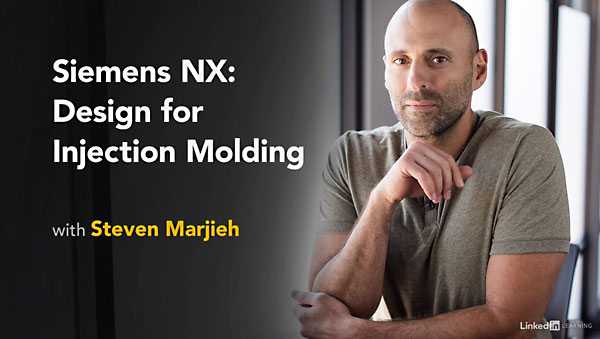 Siemens NX:
Design for
Injection Molding
with Steven Marjieh
LinkedIn LEARNING